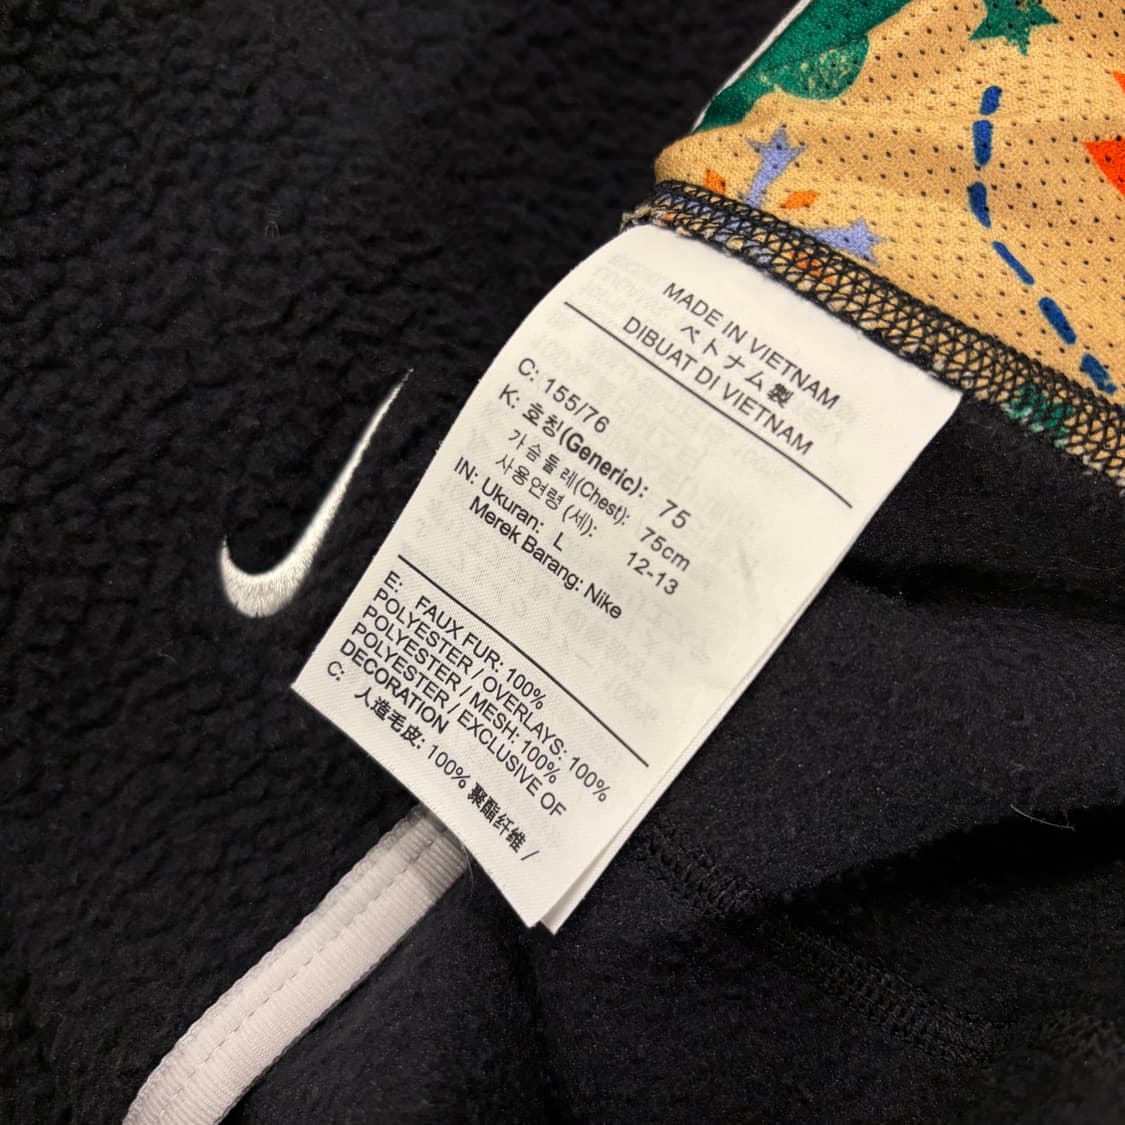 MADE IN VIETNAM
ベトナム製
DIBUAT DI VIETNAM
C: 155/76
K: 호칭(Generic): 75
가슴둘레(Chest): 75cm
사용연령 (세): 12-13
IN: Ukuran: L
Merek Barang: Nike
E: FAUX FUR: 100%
POLYESTER / OVERLAYS: 100%
POLYESTER / MESH: 100%
POLYESTER / EXCLUSIVE OF
DECORATION
C: 人造毛皮: 100% 聚酯纤维 /